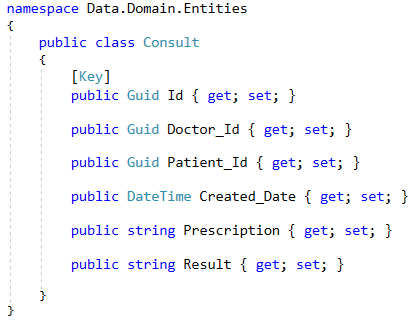 namespace Data.Domain.Entities
{
    public class Consult
    {
        [Key]
        public Guid Id { get; set; }
        public Guid Doctor_Id { get; set; }
        public Guid Patient_Id { get; set; }
        public DateTime Created_Date { get; set; }
        public string Prescription { get; set; }
        public string Result { get; set; }
    }
}